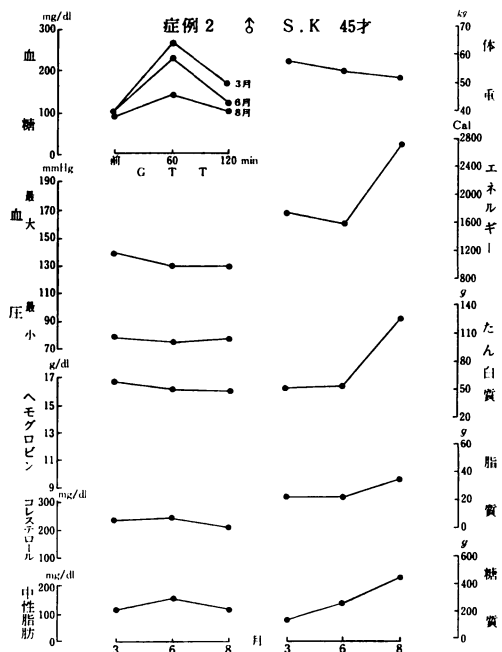 症例2 ♂ S.K 45才
mg/dl
血糖
300
200
100
0
3月
6月
8月
前 60 120 min
G T T
kg
体重
70
60
50
40
mmHg
血圧
最大
最小
190
170
150
130
110
90
70
Cal
エネルギー
2800
2400
2000
1600
1200
800
g/dl
ヘモグロビン
17
15
13
11
9
g
たん白質
140
110
80
50
20
mg/dl
コレステロール
300
200
100
g
脂質
60
40
20
0
mg/dl
中性脂肪
200
100
0
g
糖質
600
400
200
0
3 6 8 月 3 6 8